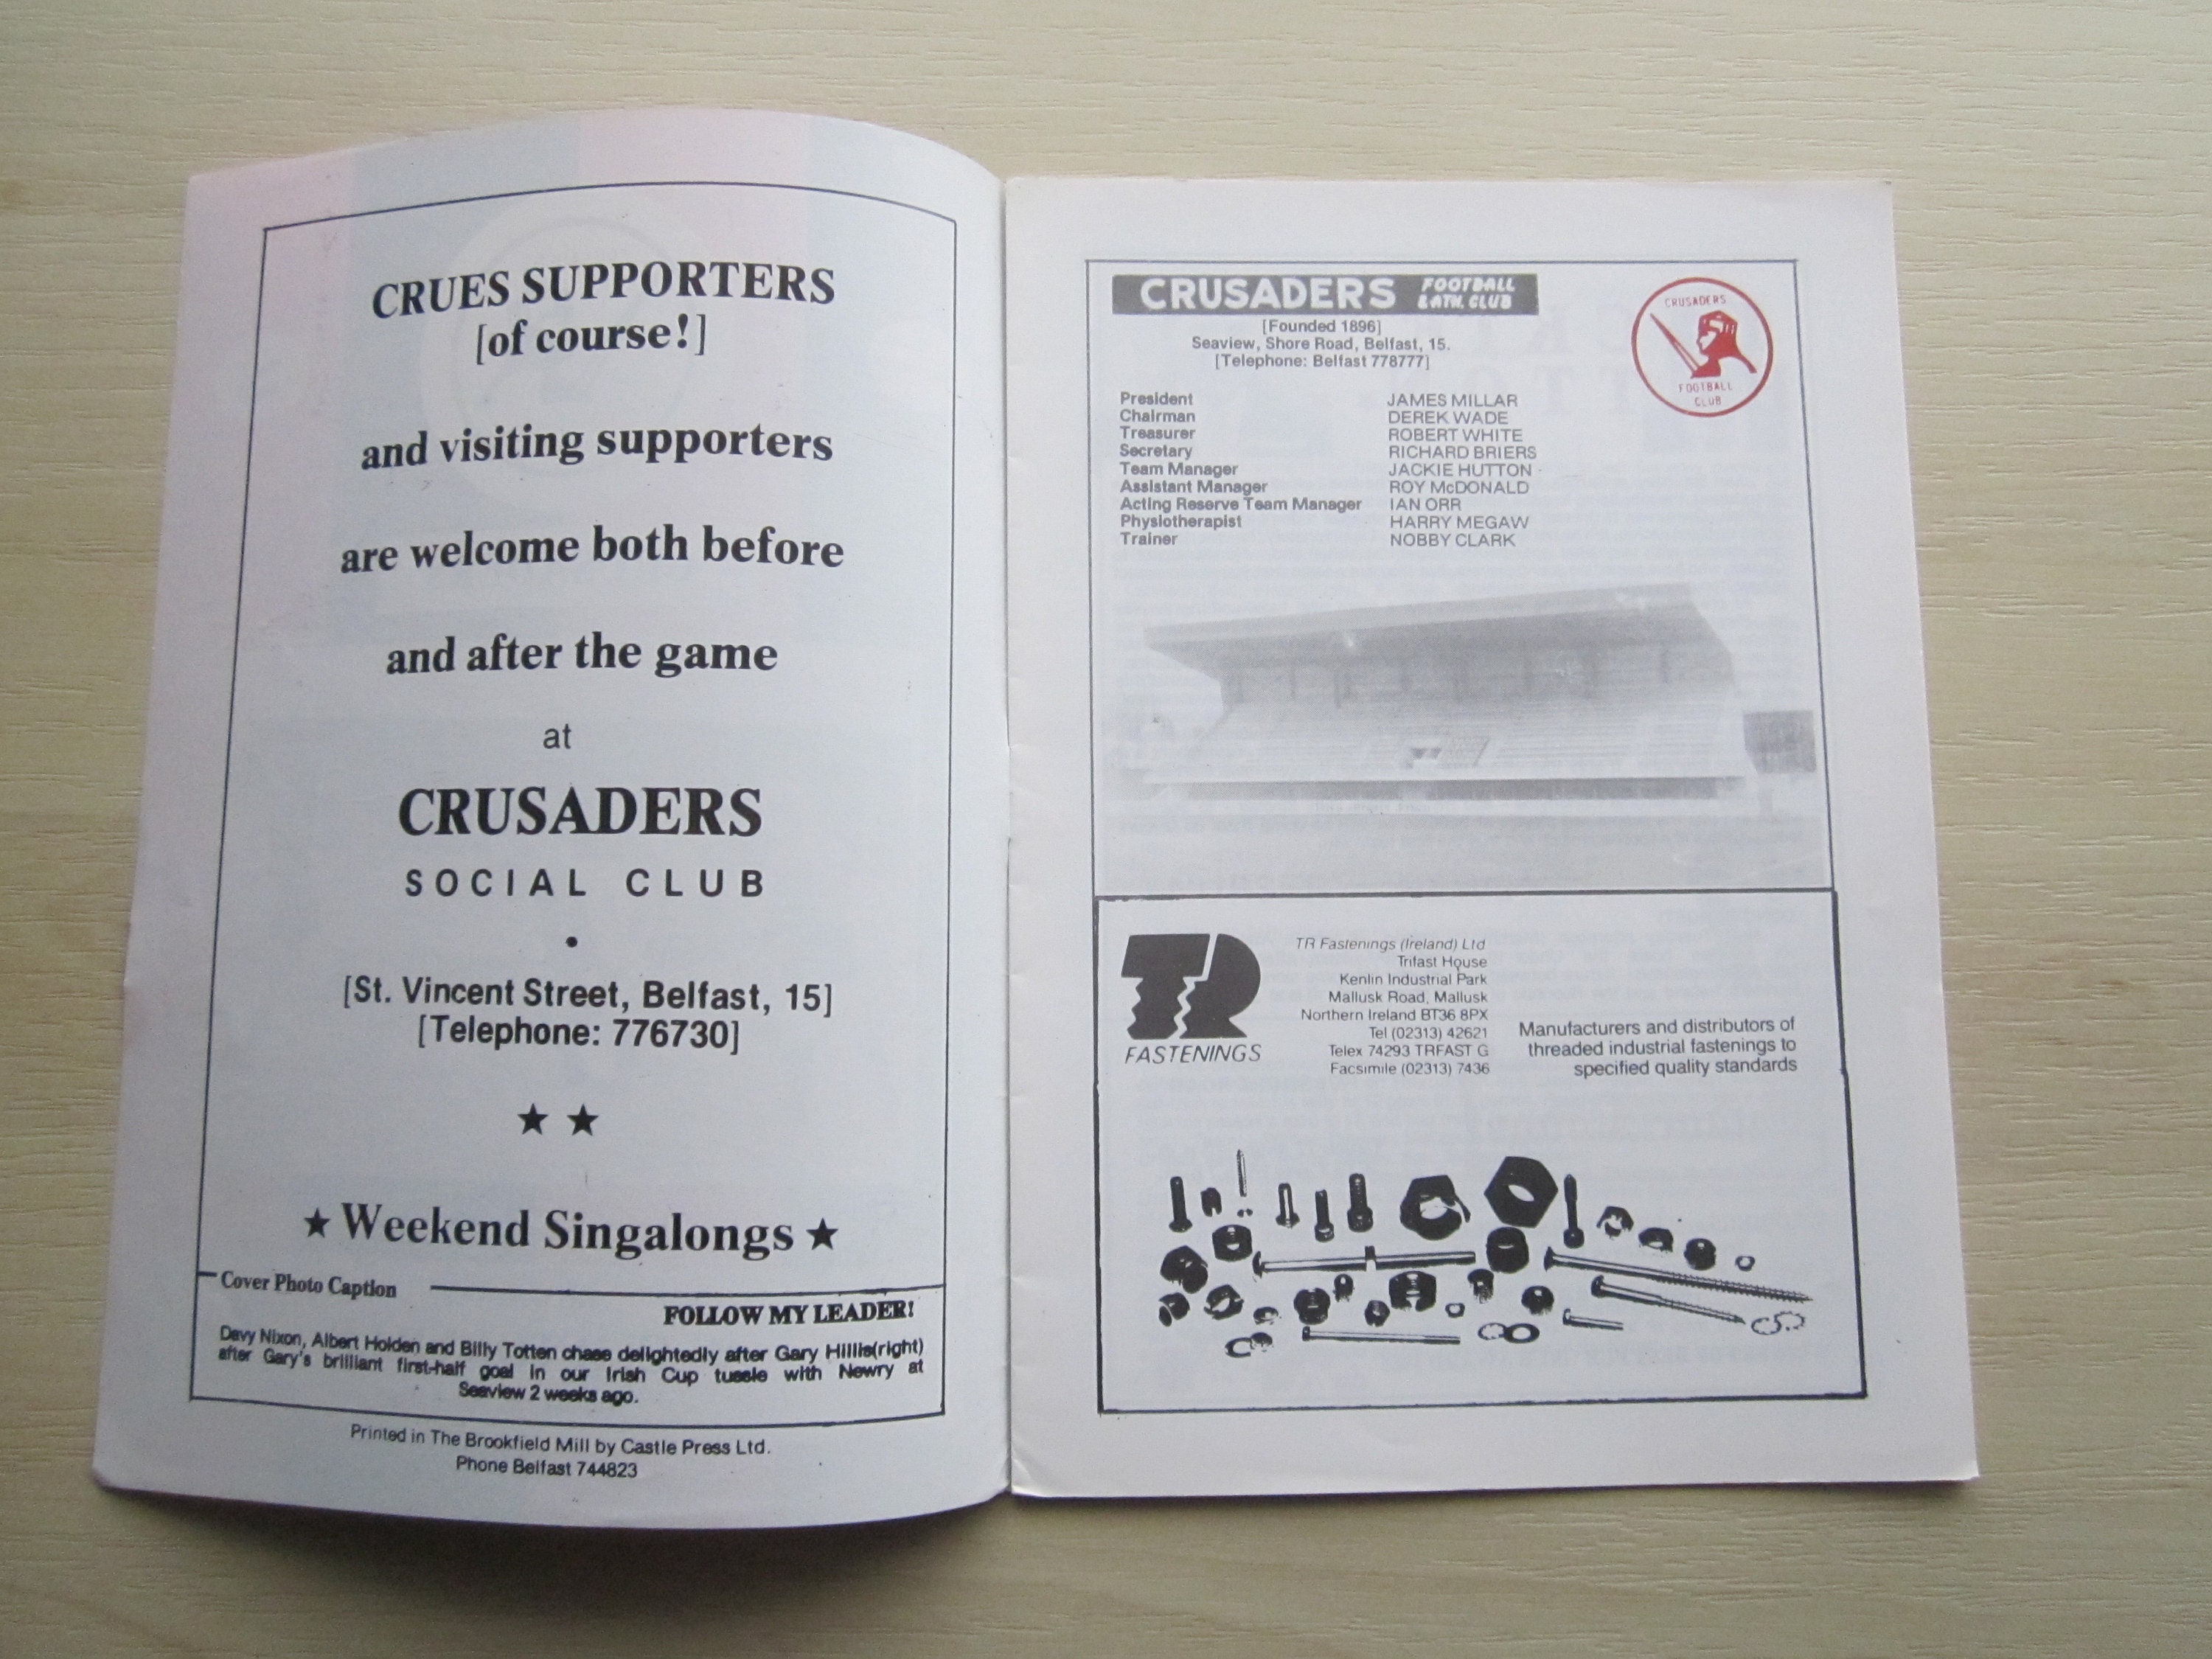 CRUES SUPPORTERS
[of course!]
and visiting supporters
are welcome both before
and after the game
at
CRUSADERS
SOCIAL CLUB
•
[St. Vincent Street, Belfast, 15]
[Telephone: 776730]
★ ★
★ Weekend Singalongs ★
Cover Photo Caption
FOLLOW MY LEADER!
Davy Nixon, Albert Holden and Billy Totten chase delightedly after Gary Hillis(right)
after Gary's brilliant first-half goal in our Irish Cup tussle with Newry at
Seaview 2 weeks ago.
Printed in The Brookfield Mill by Castle Press Ltd.
Phone Belfast 744823
CRUSADERS FOOTBALL & ATH. CLUB
[Founded 1896]
Seaview, Shore Road, Belfast, 15.
[Telephone: Belfast 778777]
CRUSADERS
FOOTBALL
CLUB
President JAMES MILLAR
Chairman DEREK WADE
Treasurer ROBERT WHITE
Secretary RICHARD BRIERS
Team Manager JACKIE HUTTON
Assistant Manager ROY McDONALD
Acting Reserve Team Manager IAN ORR
Physiotherapist HARRY MEGAW
Trainer NOBBY CLARK
TR
FASTENINGS
TR Fastenings (Ireland) Ltd
Trifast House
Kenlin Industrial Park
Mallusk Road, Mallusk
Northern Ireland BT36 8PX
Tel (02313) 42621
Telex 74293 TRFAST G
Facsimile (02313) 7436
Manufacturers and distributors of
threaded industrial fastenings to
specified quality standards